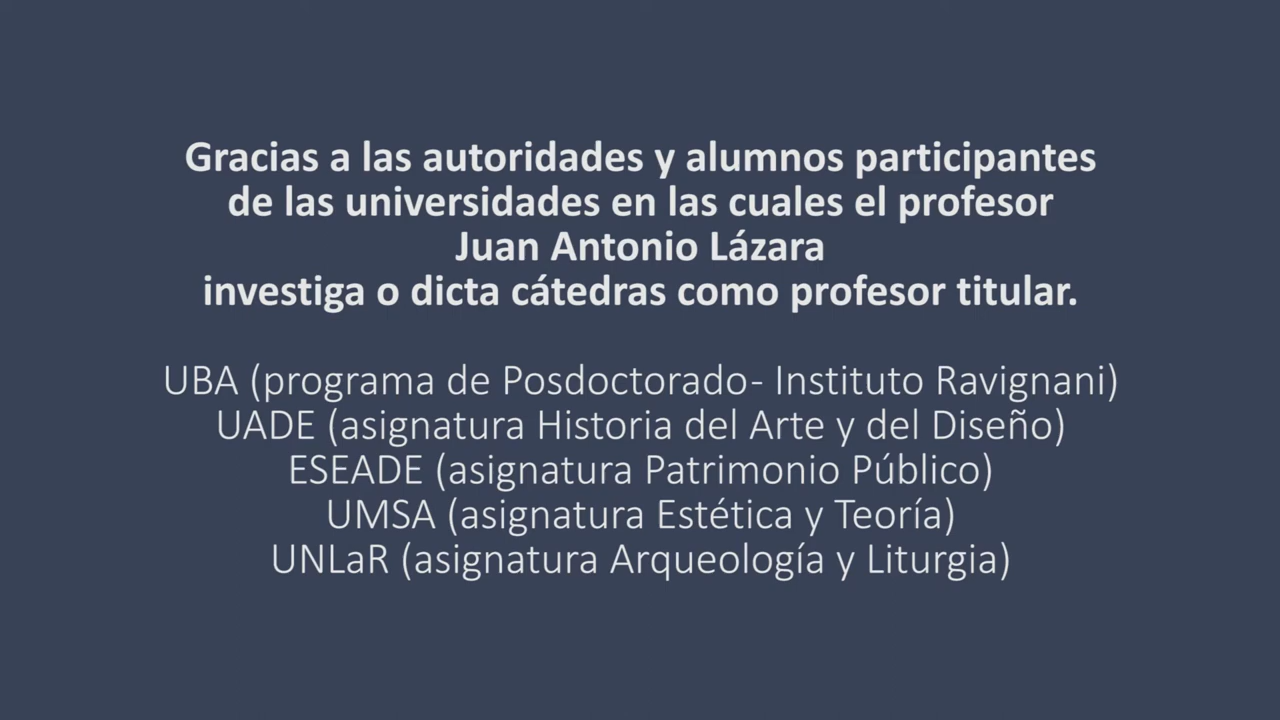 Gracias a las autoridades y alumnos participantes
de las universidades en las cuales el profesor
Juan Antonio Lázara
investiga o dicta cátedras como profesor titular.
UBA (programa de Posdoctorado- Instituto Ravignani)
UADE (asignatura Historia del Arte y del Diseño)
ESEADE (asignatura Patrimonio Público)
UMSA (asignatura Estética y Teoría)
UNLaR (asignatura Arqueología y Liturgia)